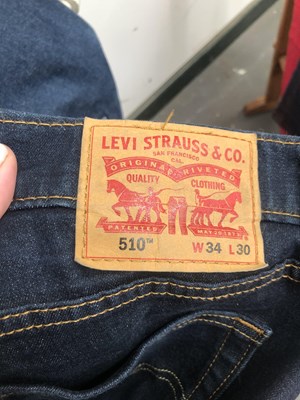 LEVI STRAUSS & CO.
SAN FRANCISCO
CAL.
ORIGINAL RIVETED
QUALITY CLOTHING
PATENTED MAY 20 1873
510™ W34 L30